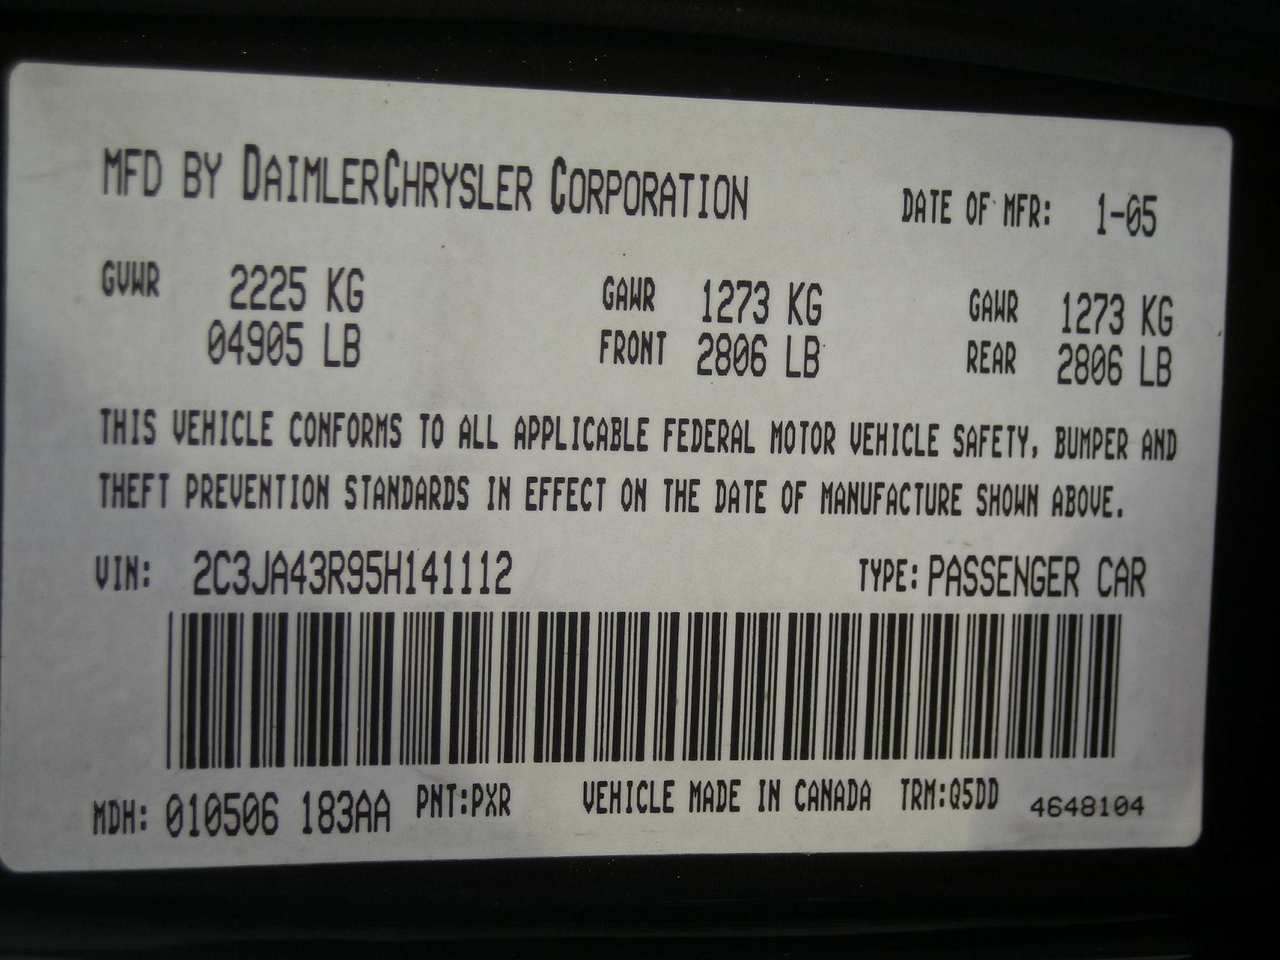 MFD BY DAIMLERCHRYSLER CORPORATION DATE OF MFR: 1-05
GVWR 2225 KG GAWR 1273 KG GAWR 1273 KG
04905 LB FRONT 2806 LB REAR 2806 LB
THIS VEHICLE CONFORMS TO ALL APPLICABLE FEDERAL MOTOR VEHICLE SAFETY, BUMPER AND
THEFT PREVENTION STANDARDS IN EFFECT ON THE DATE OF MANUFACTURE SHOWN ABOVE.
VIN: 2C3JA43R95H141112 TYPE: PASSENGER CAR
MDH: 010506 183AA PNT:PXR VEHICLE MADE IN CANADA TRM:Q5DD 4648104